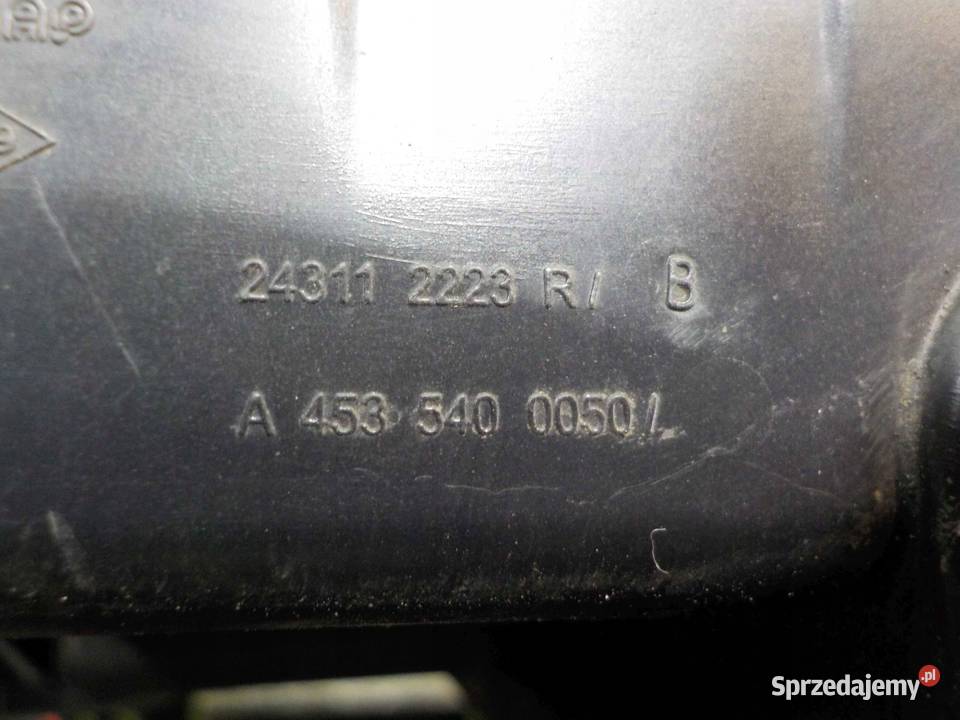 24311 2223 R / B
A 453 540 0050 /
Sprzedajemy.pl